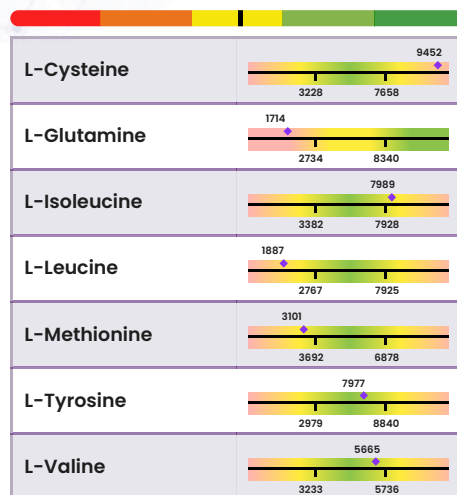 9452
L-Cysteine
3228 7658
1714
L-Glutamine
2734 8340
7989
L-Isoleucine
3382 7928
1887
L-Leucine
2767 7925
3101
L-Methionine
3692 6878
7977
L-Tyrosine
2979 8840
5665
L-Valine
3233 5736